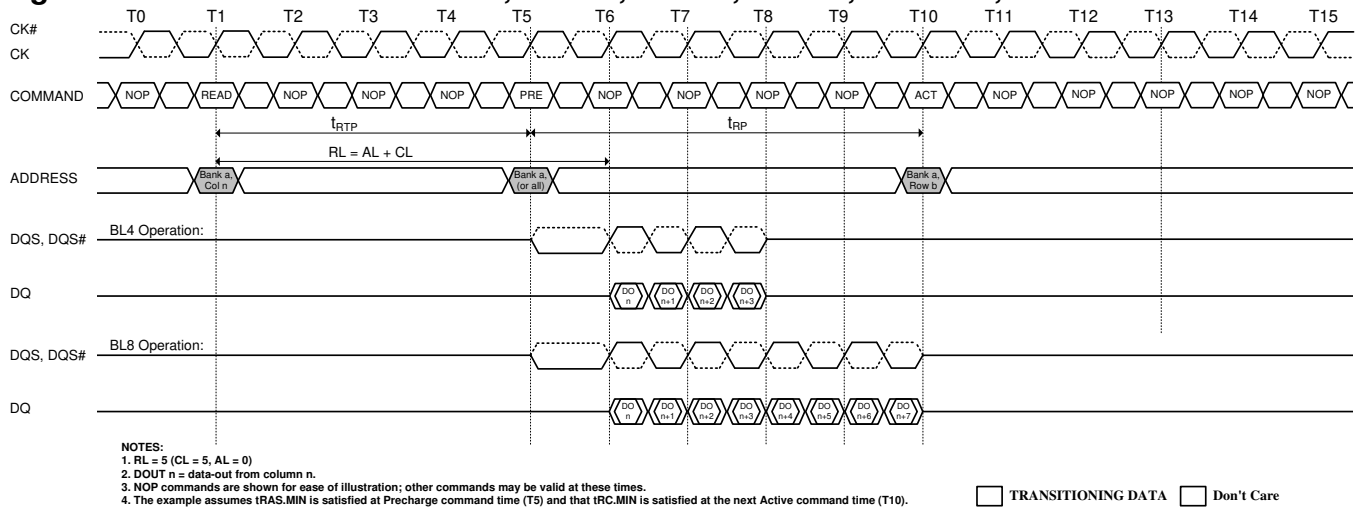 T0 T1 T2 T3 T4 T5 T6 T7 T8 T9 T10 T11 T12 T13 T14 T15
CK#
CK
COMMAND NOP READ NOP NOP NOP PRE NOP NOP NOP NOP ACT NOP NOP NOP NOP NOP
tRTP tRP
RL = AL + CL
ADDRESS Bank a, Col n Bank a, (or all) Bank a, Row b
BL4 Operation:
DQS, DQS#
DQ DO n DO n+1 DO n+2 DO n+3
BL8 Operation:
DQS, DQS#
DQ DO n DO n+1 DO n+2 DO n+3 DO n+4 DO n+5 DO n+6 DO n+7
NOTES:
1. RL = 5 (CL = 5, AL = 0)
2. DOUT n = data-out from column n.
3. NOP commands are shown for ease of illustration; other commands may be valid at these times.
4. The example assumes tRAS.MIN is satisfied at Precharge command time (T5) and that tRC.MIN is satisfied at the next Active command time (T10).
TRANSITIONING DATA Don't Care